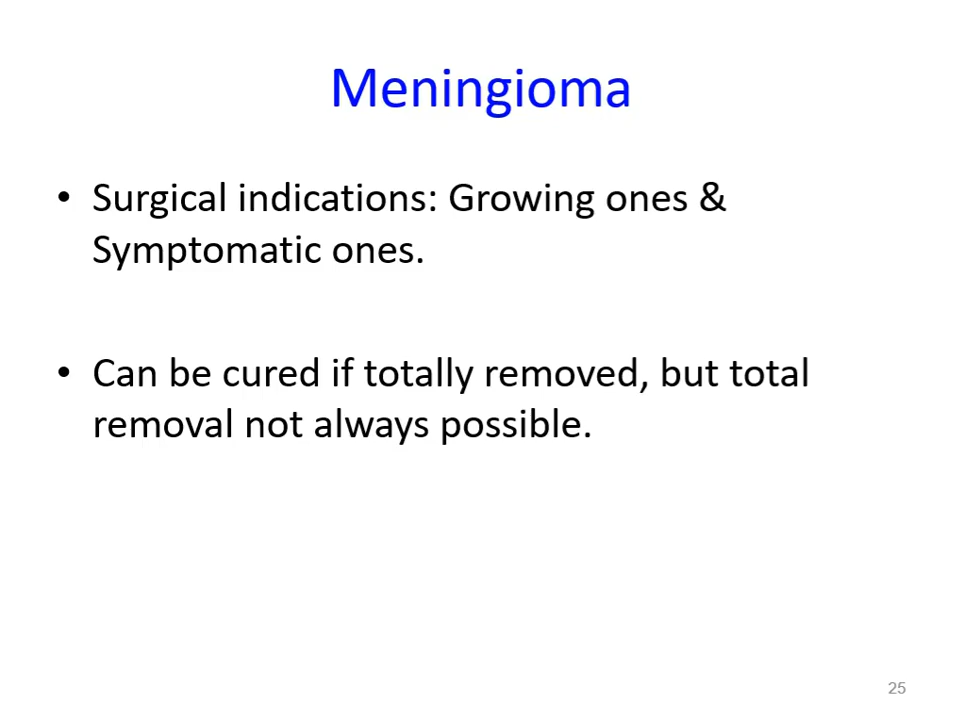 Meningioma
• Surgical indications: Growing ones &
Symptomatic ones.
• Can be cured if totally removed, but total
removal not always possible.
25